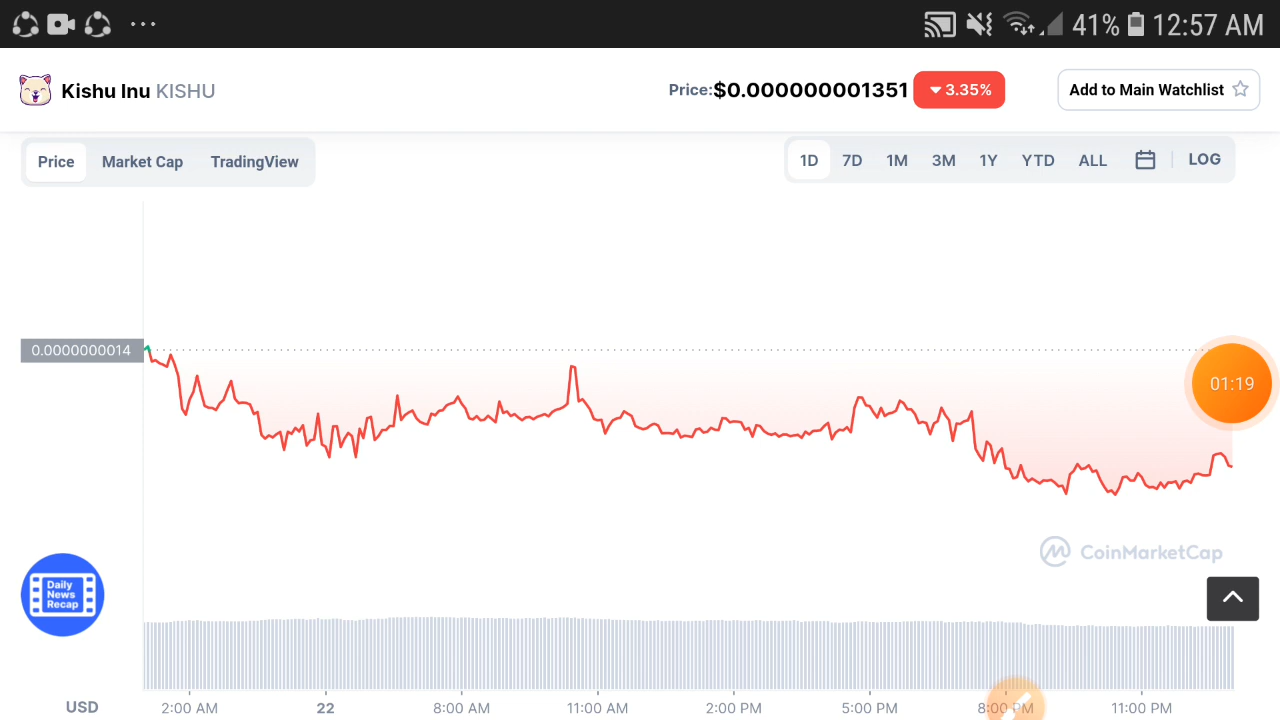 41% 12:57 AM
Kishu Inu KISHU
Price:$0.000000001351 3.35%
Add to Main Watchlist
Price Market Cap TradingView
1D 7D 1M 3M 1Y YTD ALL LOG
0.0000000014
01:19
CoinMarketCap
Daily
News
Recap
USD 2:00 AM 22 8:00 AM 11:00 AM 2:00 PM 5:00 PM 8:00 PM 11:00 PM